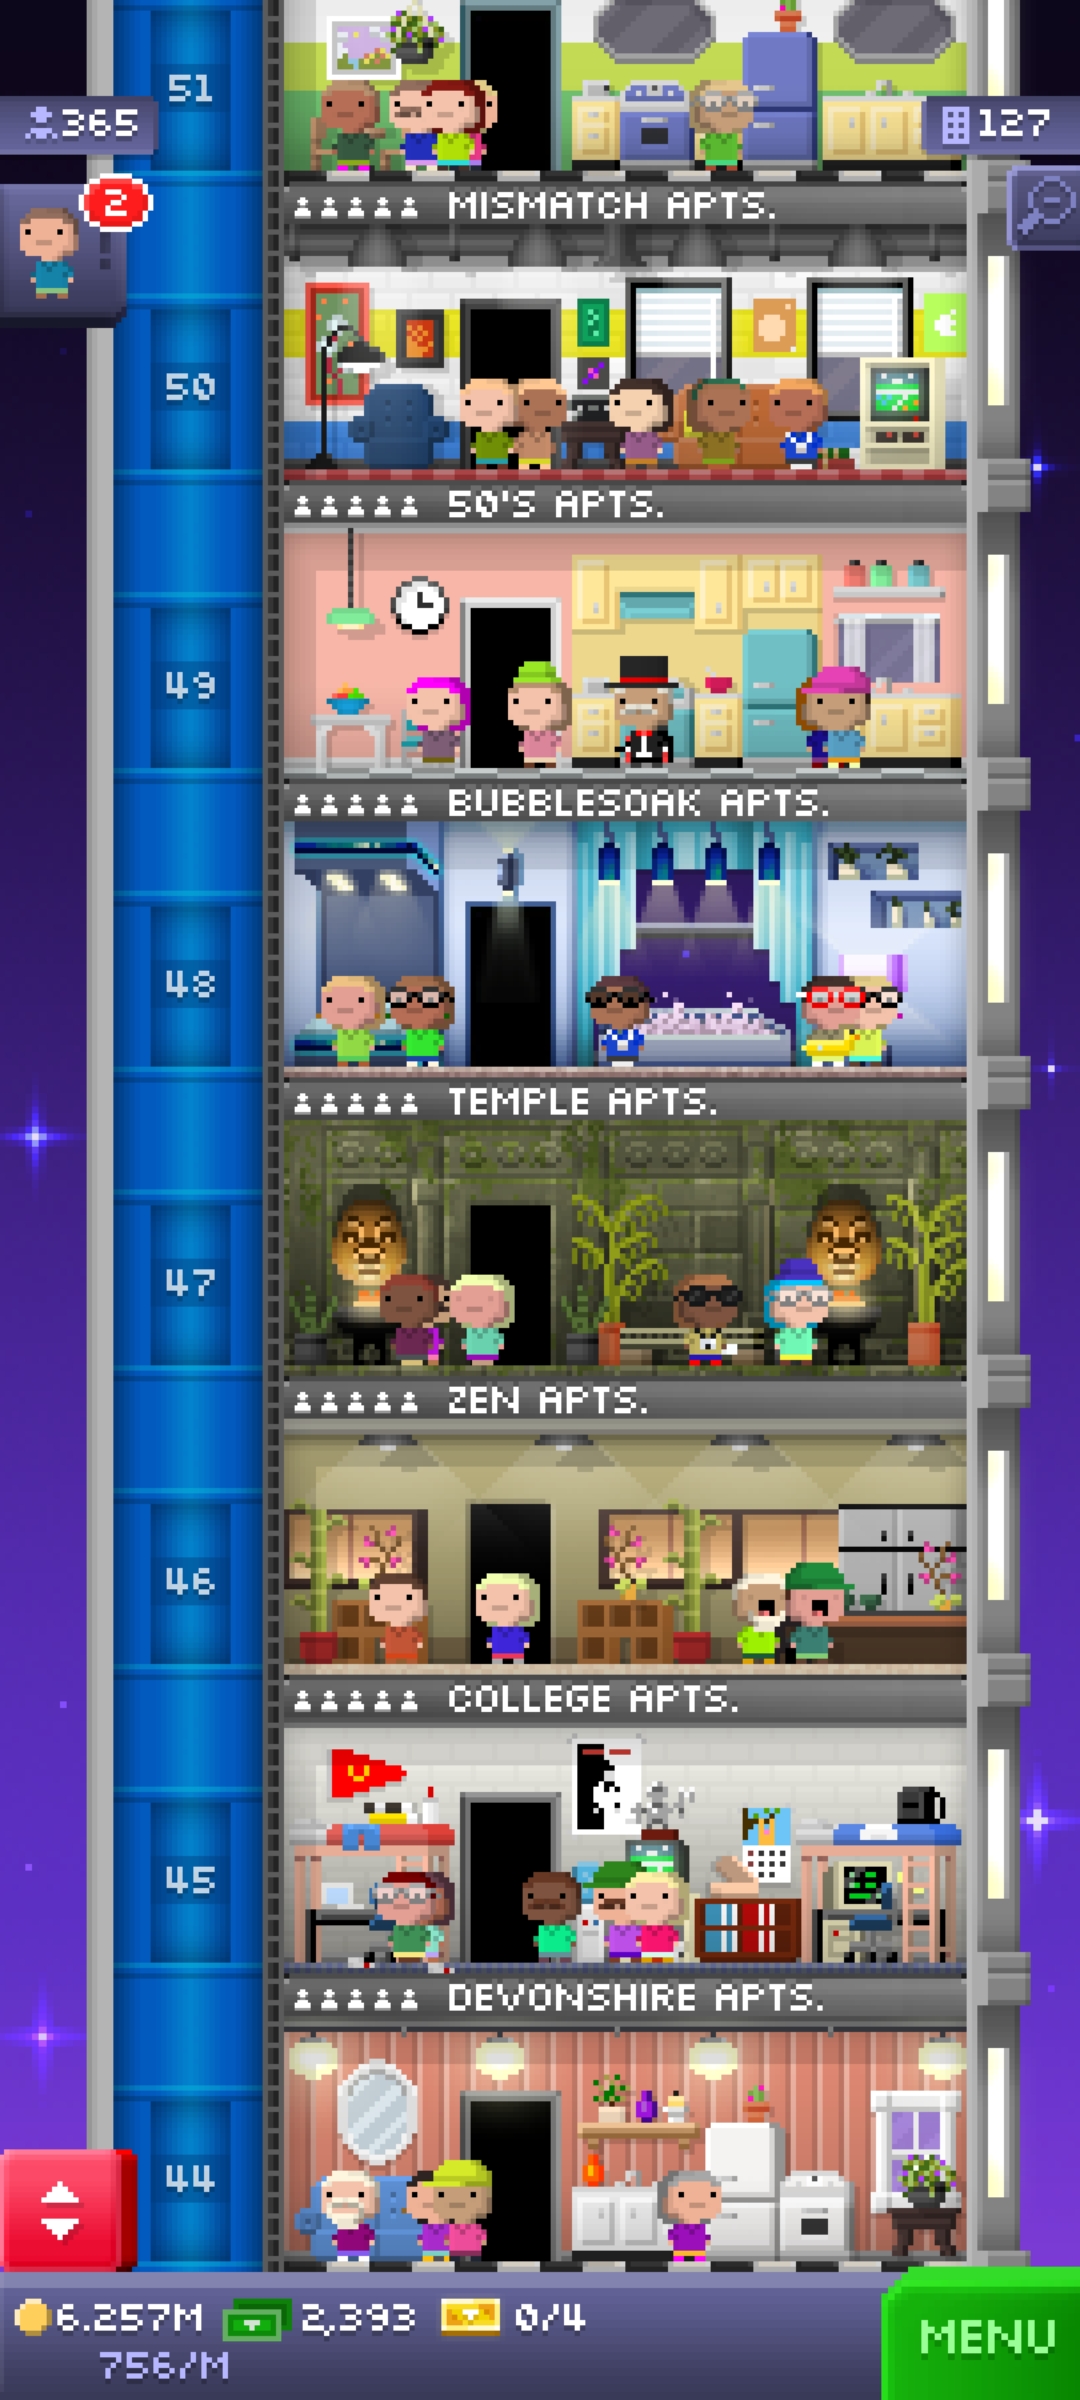 51
365
127
2
MISMATCH APTS.
50
50'S APTS.
49
BUBBLESOAK APTS.
48
TEMPLE APTS.
47
ZEN APTS.
46
COLLEGE APTS.
45
DEVONSHIRE APTS.
44
6.257M 2,393 0/4
756/M
MENU